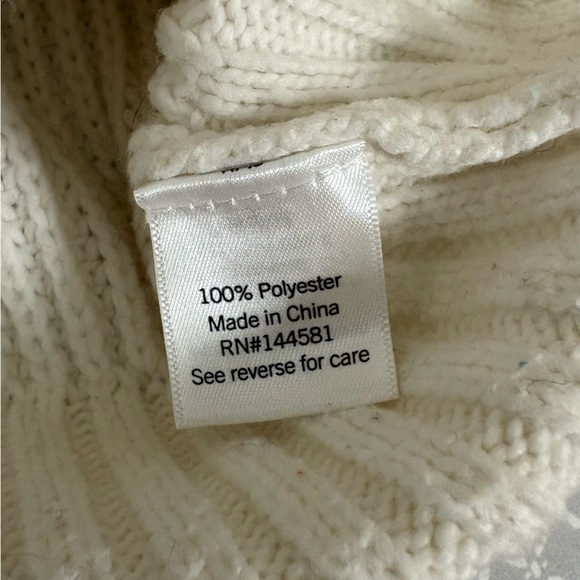 100% Polyester
Made in China
RN#144581
See reverse for care